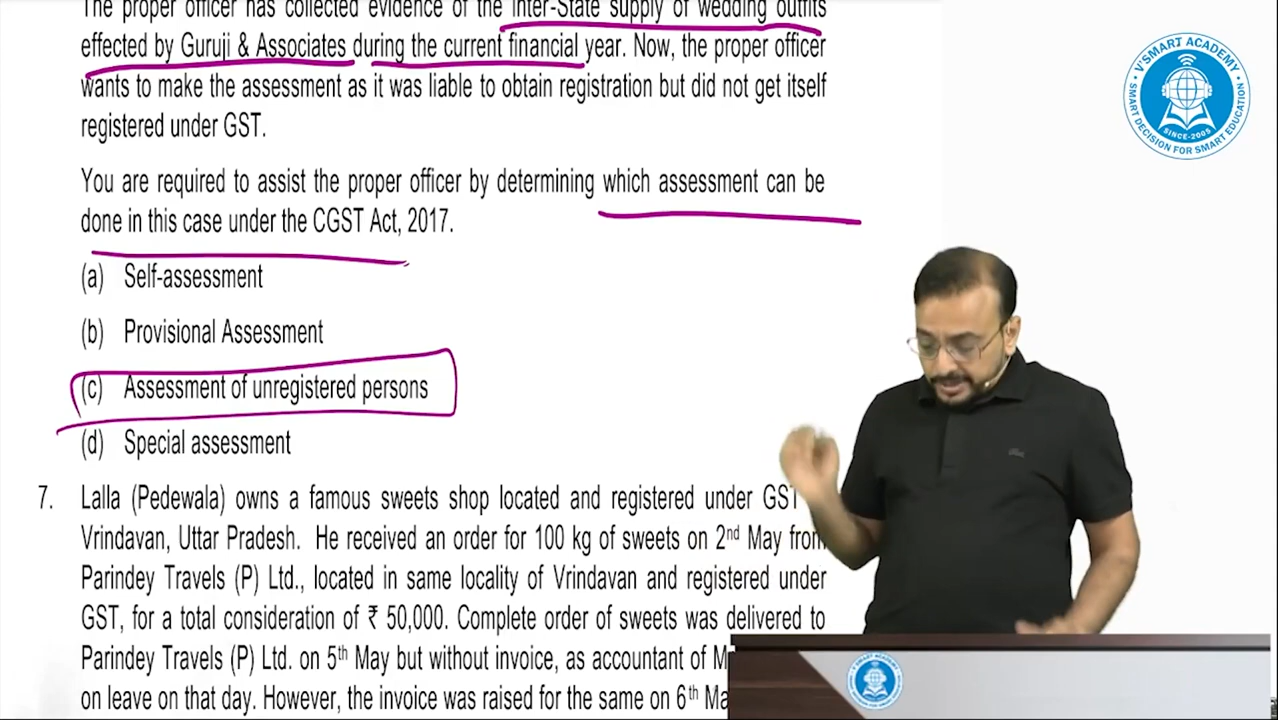 The proper officer has collected evidence of the inter-State supply of wedding outfits
effected by Guruji & Associates during the current financial year. Now, the proper officer
wants to make the assessment as it was liable to obtain registration but did not get itself
registered under GST.
You are required to assist the proper officer by determining which assessment can be
done in this case under the CGST Act, 2017.
(a) Self-assessment
(b) Provisional Assessment
(c) Assessment of unregistered persons
(d) Special assessment
7. Lalla (Pedewala) owns a famous sweets shop located and registered under GST
Vrindavan, Uttar Pradesh. He received an order for 100 kg of sweets on 2nd May from
Parindey Travels (P) Ltd., located in same locality of Vrindavan and registered under
GST, for a total consideration of ₹ 50,000. Complete order of sweets was delivered to
Parindey Travels (P) Ltd. on 5th May but without invoice, as accountant of
on leave on that day. However, the invoice was raised for the same on 6th
V'SMART ACADEMY
SMART DECISION FOR SMART EDUCATION
SINCE-2005